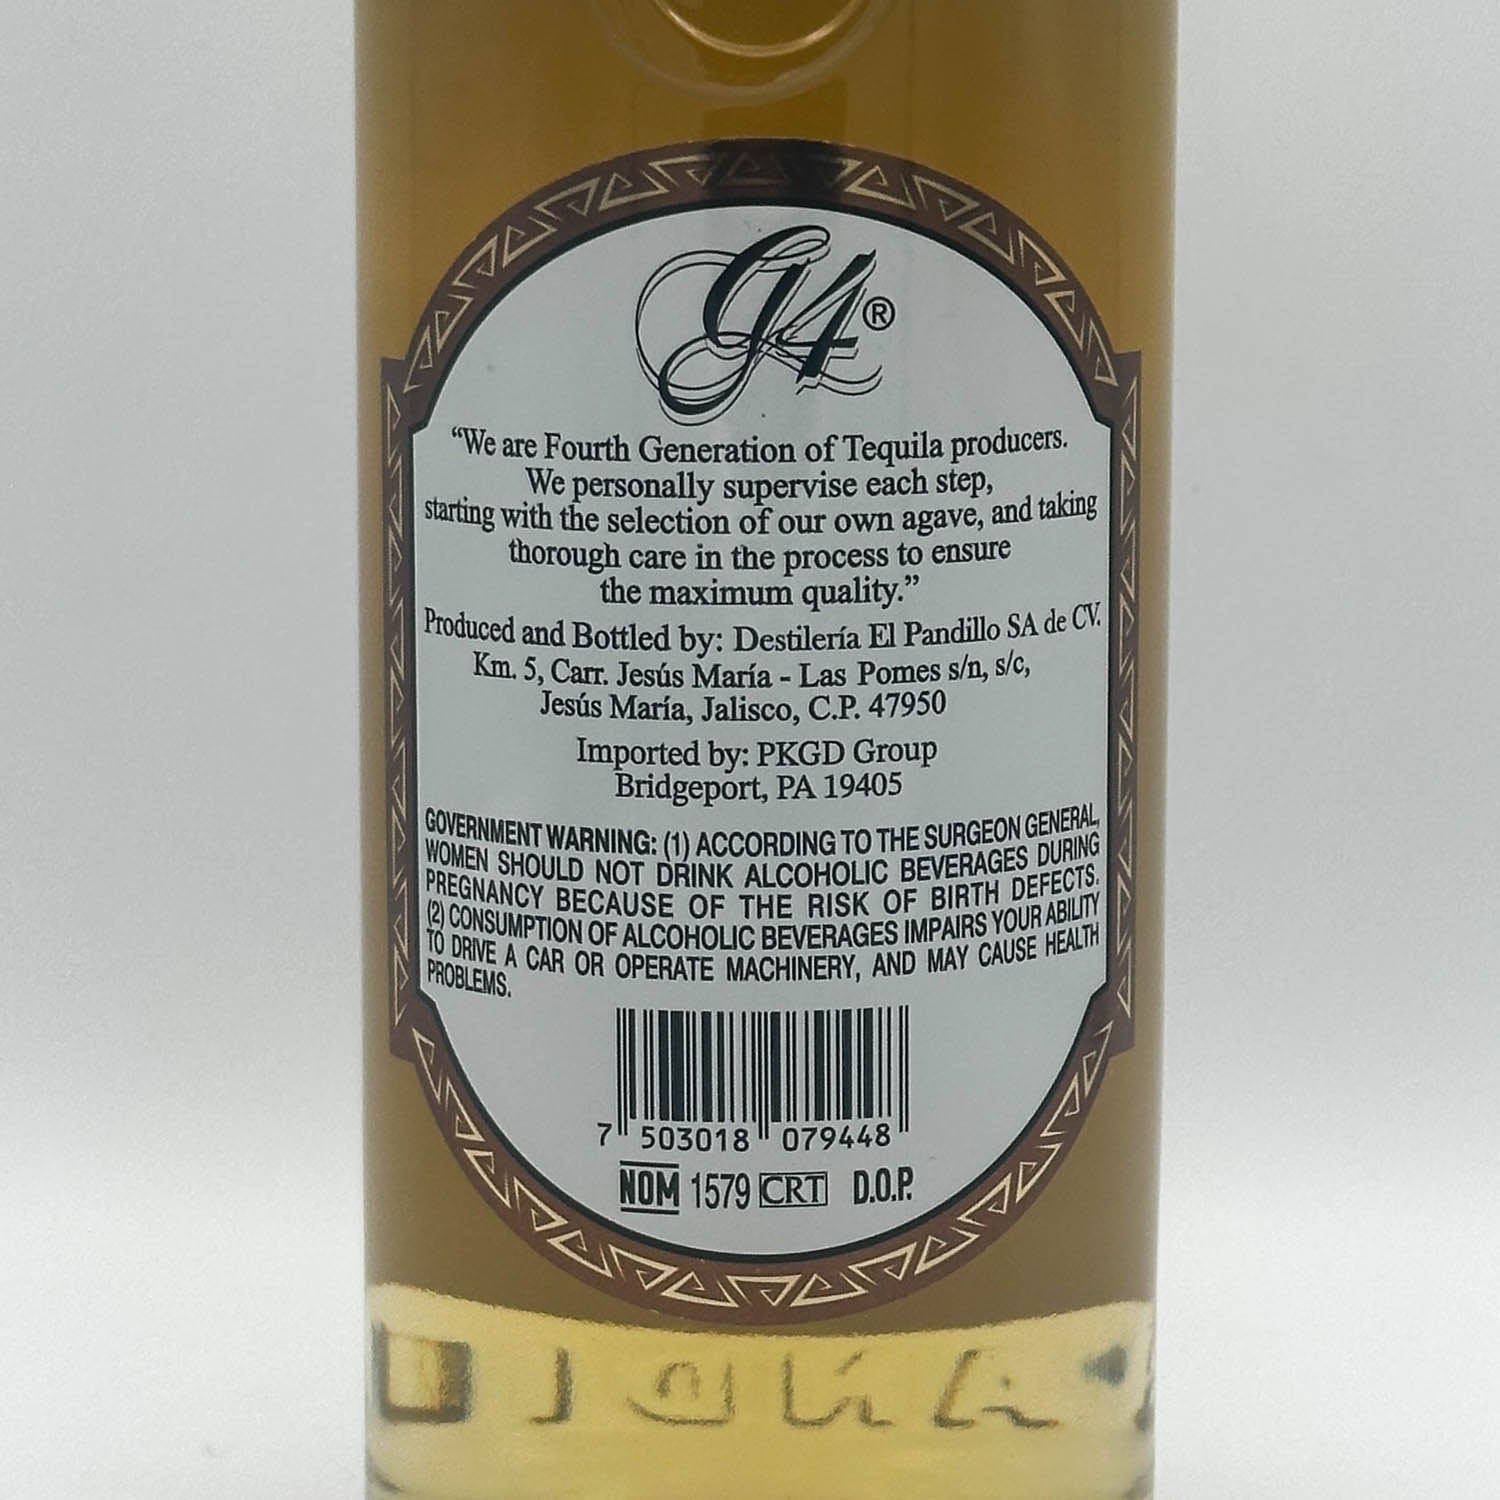 G4®
“We are Fourth Generation of Tequila producers.
We personally supervise each step,
starting with the selection of our own agave, and taking
thorough care in the process to ensure
the maximum quality.”
Produced and Bottled by: Destilería El Pandillo SA de CV.
Km. 5, Carr. Jesús María - Las Pomes s/n, s/c,
Jesús María, Jalisco, C.P. 47950
Imported by: PKGD Group
Bridgeport, PA 19405
GOVERNMENT WARNING: (1) ACCORDING TO THE SURGEON GENERAL,
WOMEN SHOULD NOT DRINK ALCOHOLIC BEVERAGES DURING
PREGNANCY BECAUSE OF THE RISK OF BIRTH DEFECTS.
(2) CONSUMPTION OF ALCOHOLIC BEVERAGES IMPAIRS YOUR ABILITY
TO DRIVE A CAR OR OPERATE MACHINERY, AND MAY CAUSE HEALTH
PROBLEMS.
7 503018 079448
NOM 1579 CRT D.O.P.